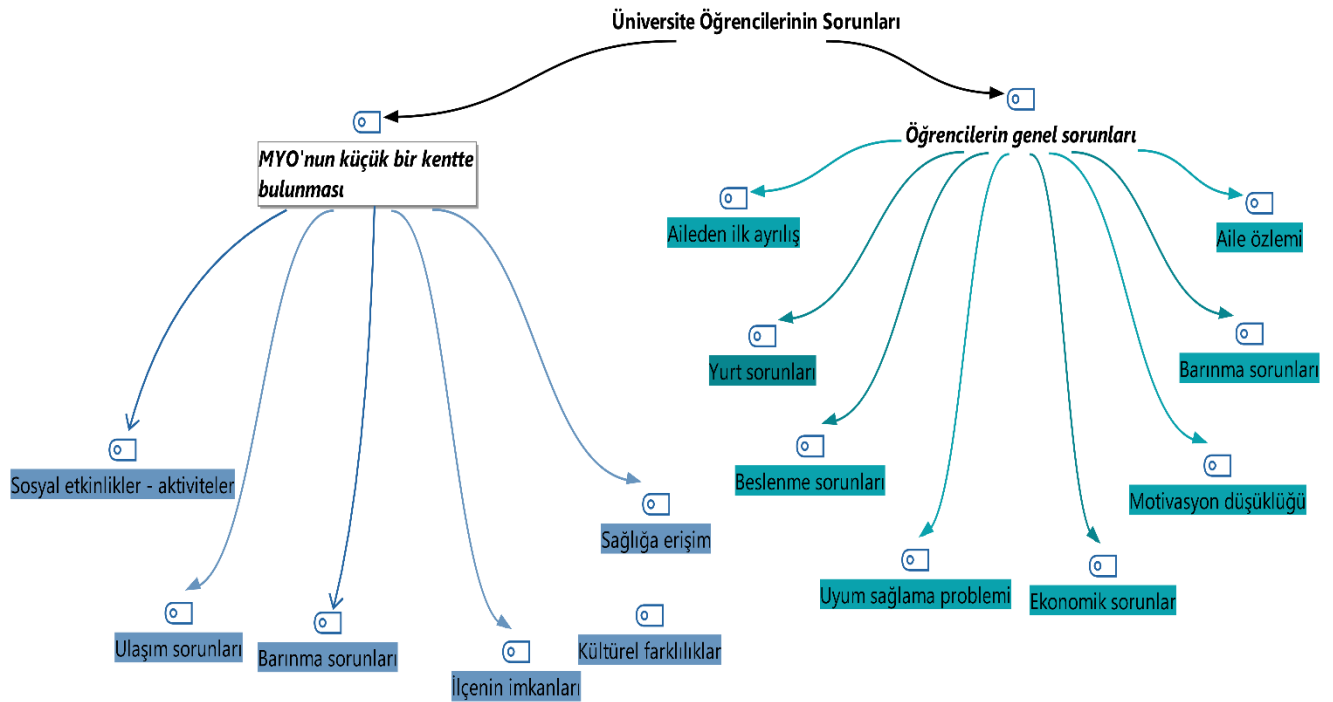 Üniversite Öğrencilerinin Sorunları
MYO'nun küçük bir kentte
bulunması
Sosyal etkinlikler - aktiviteler
Ulaşım sorunları
Barınma sorunları
İlçenin imkanları
Kültürel farklılıklar
Sağlığa erişim
Öğrencilerin genel sorunları
Aileden ilk ayrılış
Yurt sorunları
Beslenme sorunları
Uyum sağlama problemi
Ekonomik sorunlar
Motivasyon düşüklüğü
Barınma sorunları
Aile özlemi